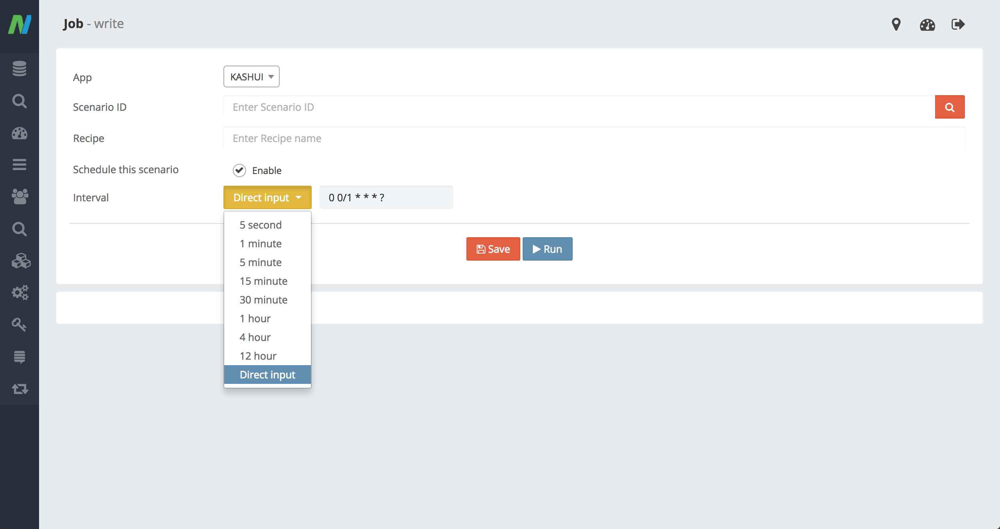 Job - write
App
KASHUI
Scenario ID
Enter Scenario ID
Recipe
Enter Recipe name
Schedule this scenario
Enable
Interval
Direct input
0 0/1 * * * ?
5 second
1 minute
5 minute
15 minute
30 minute
1 hour
4 hour
12 hour
Direct input
Save
Run